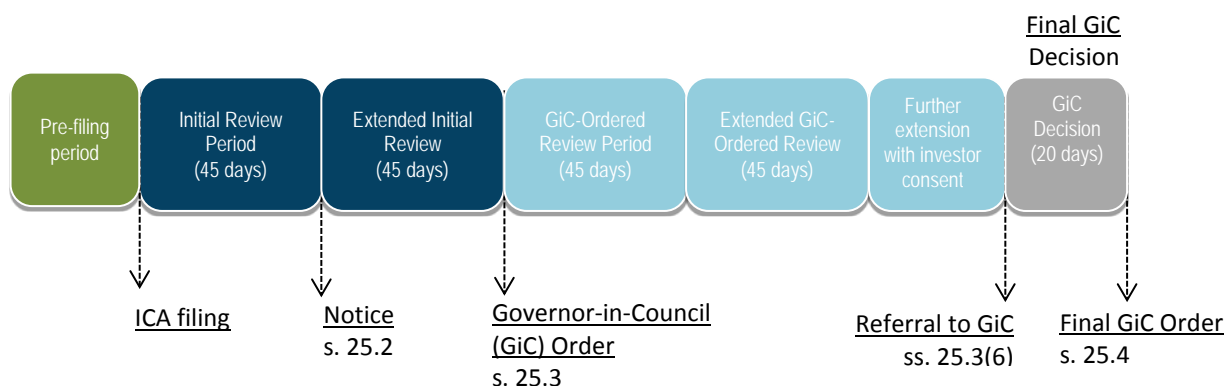 Final GiC
Decision
Pre-filing
period
Initial Review
Period
(45 days)
Extended Initial
Review
(45 days)
GiC-Ordered
Review Period
(45 days)
Extended GiC-
Ordered Review
(45 days)
Further
extension
with investor
consent
GiC
Decision
(20 days)
ICA filing
Notice
s. 25.2
Governor-in-Council
(GiC) Order
s. 25.3
Referral to GiC
ss. 25.3(6)
Final GiC Order
s. 25.4